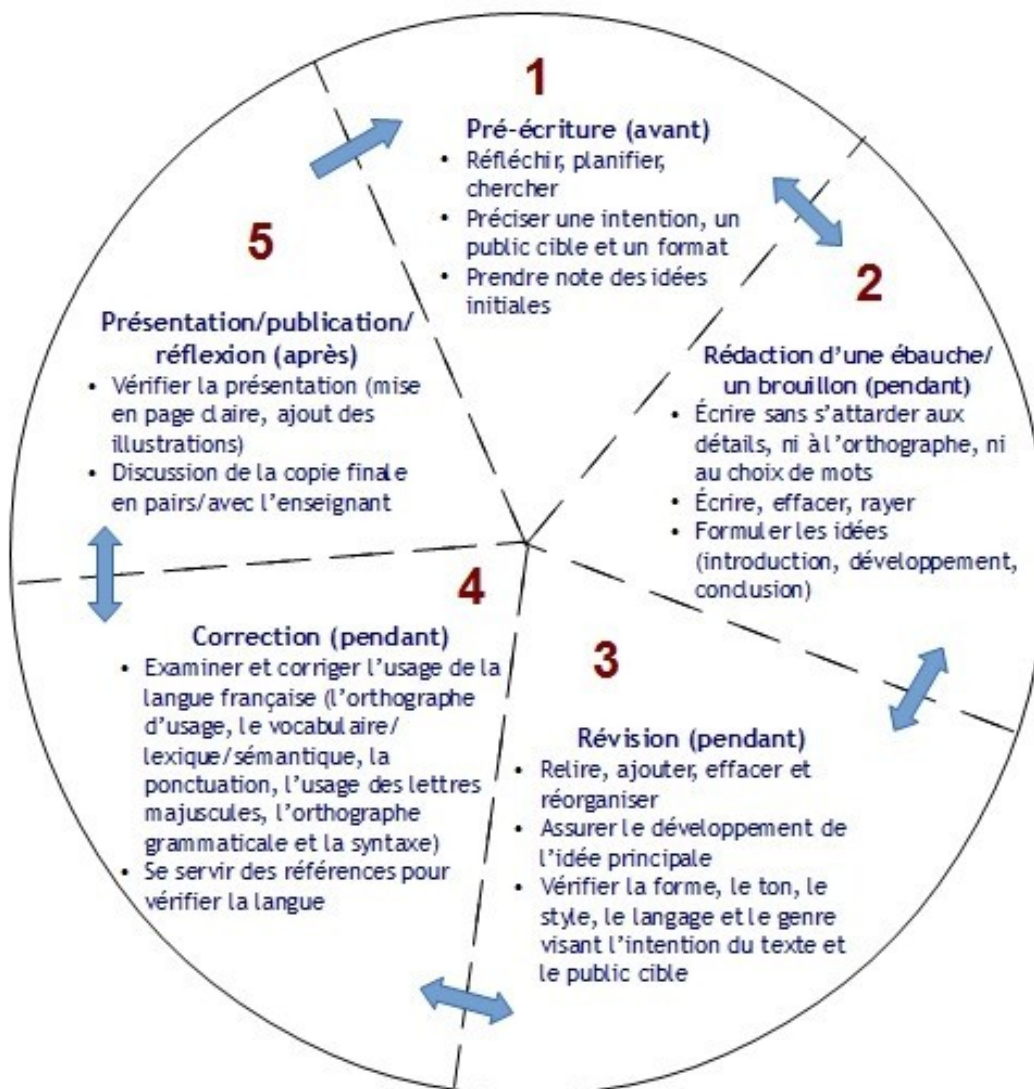 1
Pré-écriture (avant)
• Réfléchir, planifier,
chercher
• Préciser une intention, un
public cible et un format
• Prendre note des idées
initiales
2
Rédaction d'une ébauche/
un brouillon (pendant)
• Écrire sans s'attarder aux
détails, ni à l'orthographe, ni
au choix de mots
• Écrire, effacer, rayer
• Formuler les idées
(introduction, développement,
conclusion)
3
Révision (pendant)
• Relire, ajouter, effacer et
réorganiser
• Assurer le développement de
l'idée principale
• Vérifier la forme, le ton, le
style, le langage et le genre
visant l'intention du texte et
le public cible
4
Correction (pendant)
• Examiner et corriger l'usage de la
langue française (l'orthographe
d'usage, le vocabulaire/
lexique/sémantique, la
ponctuation, l'usage des lettres
majuscules, l'orthographe
grammaticale et la syntaxe)
• Se servir des références pour
vérifier la langue
5
Présentation/publication/
réflexion (après)
• Vérifier la présentation (mise
en page claire, ajout des
illustrations)
• Discussion de la copie finale
en pairs/avec l'enseignant